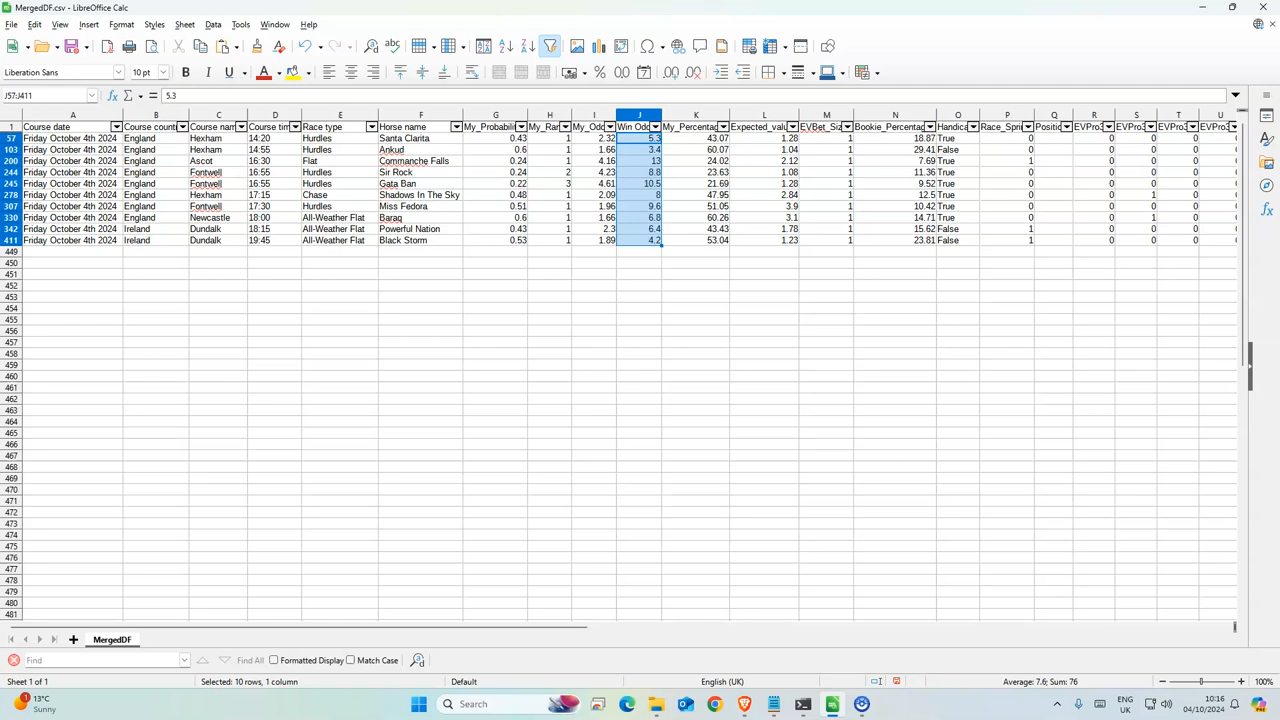 MergedDF.csv - LibreOffice Calc
File Edit View Insert Format Styles Sheet Data Tools Window Help
Liberation Sans 10 pt
J57:J411 5.3
A B C D E F G H I J K L M N O P Q R S T U
1 Course date Course count Course nar Course tim Race type Horse name My_Probabili My_Rar My_Od Win Odd My_Percentag Expected_valu EVBet_Siz Bookie_Percentag Handica Race_Sprii Positi EVPro EVPro EVPro EVPro
57 Friday October 4th 2024 England Hexham 14:20 Hurdles Santa Clarita 0.43 1 2.32 5.3 43.07 1.28 1 18.87 True 0 0 0 0 0
103 Friday October 4th 2024 England Hexham 14:55 Hurdles Ankud 0.6 1 1.66 3.4 60.07 1.04 1 29.41 False 0 0 0 0 0
200 Friday October 4th 2024 England Ascot 16:30 Flat Commanche Falls 0.24 1 4.16 13 24.02 2.12 1 7.69 True 1 0 0 0 0
244 Friday October 4th 2024 England Fontwell 16:55 Hurdles Sir Rock 0.24 2 4.23 8.8 23.63 1.08 1 11.36 True 0 0 0 0 0
245 Friday October 4th 2024 England Fontwell 16:55 Hurdles Gata Ban 0.22 3 4.61 10.5 21.69 1.28 1 9.52 True 0 0 0 0 0
278 Friday October 4th 2024 England Hexham 17:15 Chase Shadows In The Sky 0.48 1 2.09 8 47.95 2.84 1 12.5 True 0 0 0 1 0
307 Friday October 4th 2024 England Fontwell 17:30 Hurdles Miss Fedora 0.51 1 1.96 9.6 51.05 3.9 1 10.42 True 0 0 0 0 0
330 Friday October 4th 2024 England Newcastle 18:00 All-Weather Flat Baraq 0.6 1 1.66 6.8 60.26 3.1 1 14.71 True 0 0 0 1 0
342 Friday October 4th 2024 Ireland Dundalk 18:15 All-Weather Flat Powerful Nation 0.43 1 2.3 6.4 43.43 1.78 1 15.62 False 1 0 0 0 0
411 Friday October 4th 2024 Ireland Dundalk 19:45 All-Weather Flat Black Storm 0.53 1 1.89 4.2 53.04 1.23 1 23.81 False 1 0 0 0 0
449
450
451
452
453
454
455
456
457
458
459
460
461
462
463
464
465
466
467
468
469
470
471
472
473
474
475
476
477
478
479
480
481
MergedDF
Find Find All Formatted Display Match Case
Sheet 1 of 1 Selected: 10 rows, 1 column Default English (UK) Average: 7.6; Sum: 76 100%
1 13°C Search ENG 10:16
Sunny UK 04/10/2024